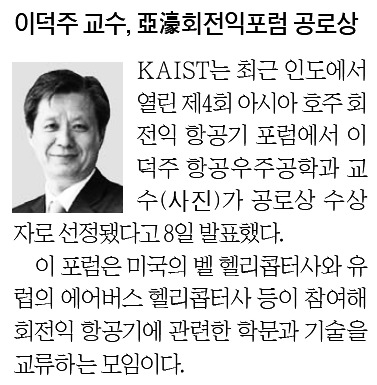 이덕주 교수, 亞濠회전익포럼 공로상
KAIST는 최근 인도에서
열린 제4회 아시아 호주 회
전익 항공기 포럼에서 이
덕주 항공우주공학과 교
수(사진)가 공로상 수상
자로 선정됐다고 8일 발표했다.
이 포럼은 미국의 벨 헬리콥터사와 유
럽의 에어버스 헬리콥터사 등이 참여해
회전익 항공기에 관련한 학문과 기술을
교류하는 모임이다.